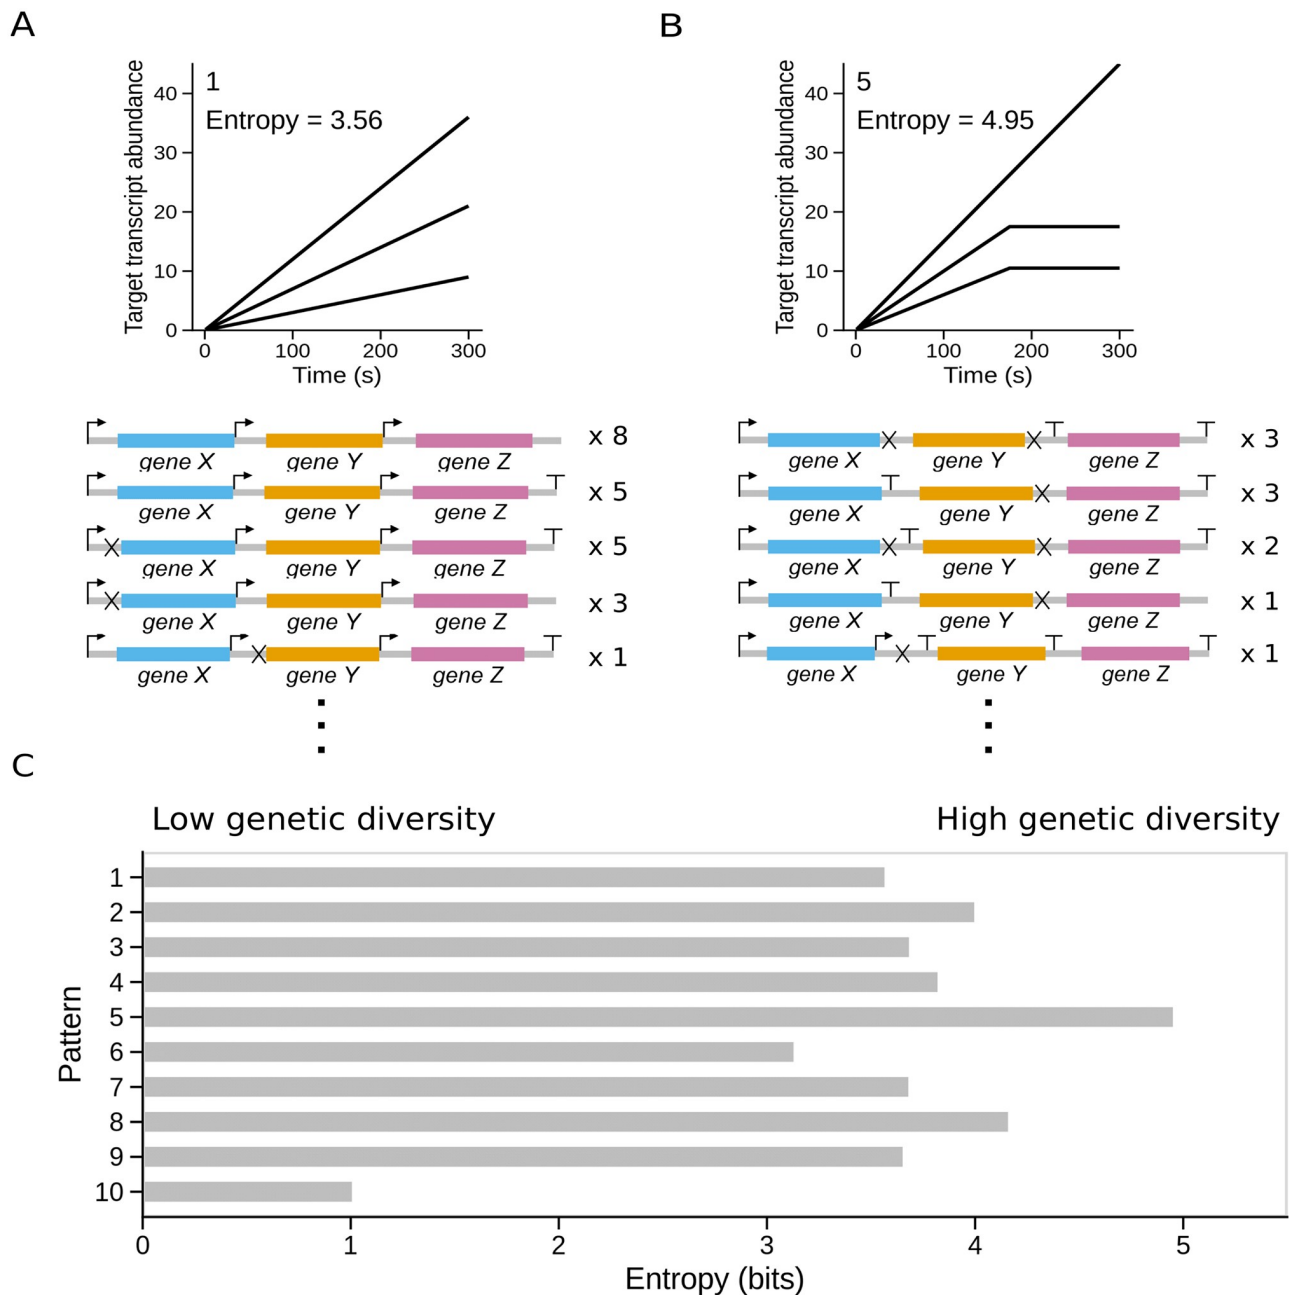 A
Target transcript abundance
40
30
20
10
0
1
Entropy = 3.56
0 100 200 300
Time (s)
gene X gene Y gene Z x 8
gene X gene Y gene Z x 5
gene X gene Y gene Z x 5
gene X gene Y gene Z x 3
gene X gene Y gene Z x 1
B
Target transcript abundance
40
30
20
10
0
5
Entropy = 4.95
0 100 200 300
Time (s)
gene X gene Y gene Z x 3
gene X gene Y gene Z x 3
gene X gene Y gene Z x 2
gene X gene Y gene Z x 1
gene X gene Y gene Z x 1
C
Low genetic diversity High genetic diversity
Pattern
1
2
3
4
5
6
7
8
9
10
0 1 2 3 4 5
Entropy (bits)